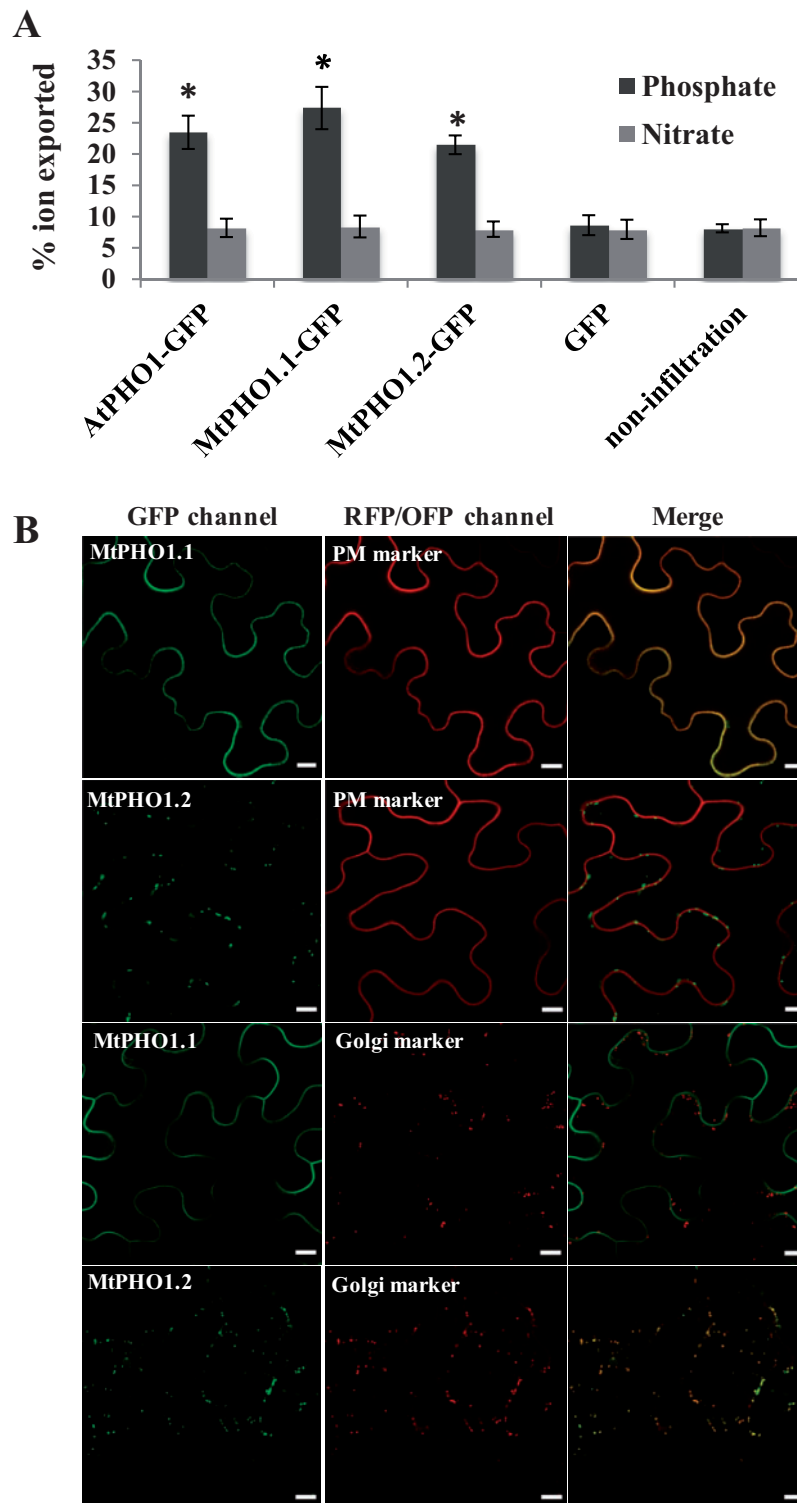 A
% ion exported
35
30
25
20
15
10
5
0
* * *
Phosphate
Nitrate
AtPHO1-GFP
MtPHO1.1-GFP
MtPHO1.2-GFP
GFP
non-infiltration
B
GFP channel RFP/OFP channel Merge
MtPHO1.1 PM marker
MtPHO1.2 PM marker
MtPHO1.1 Golgi marker
MtPHO1.2 Golgi marker